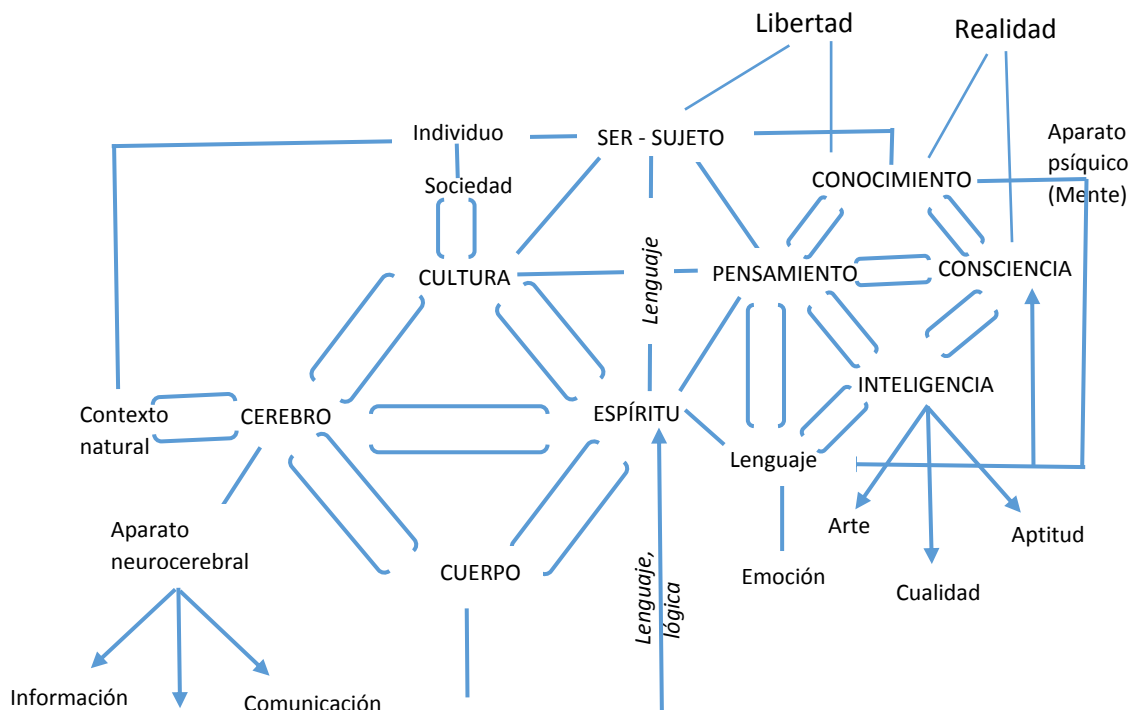 Libertad
Realidad
Individuo
SER - SUJETO
Aparato
psíquico
(Mente)
Sociedad
CONOCIMIENTO
Lenguaje
CULTURA
PENSAMIENTO
CONSCIENCIA
INTELIGENCIA
Contexto
natural
CEREBRO
ESPÍRITU
Lenguaje
Arte
Aptitud
Aparato
neurocerebral
CUERPO
Lenguaje,
lógica
Emoción
Cualidad
Información
Comunicación